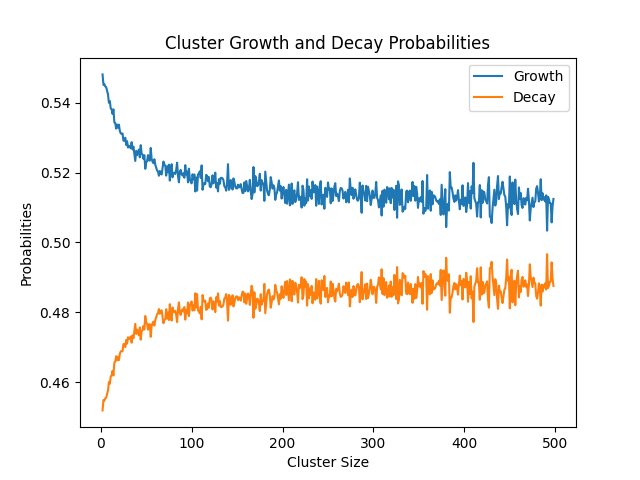 Cluster Growth and Decay Probabilities
Growth
Decay
0.54
0.52
0.50
0.48
0.46
Probabilities
0
100
200
300
400
500
Cluster Size